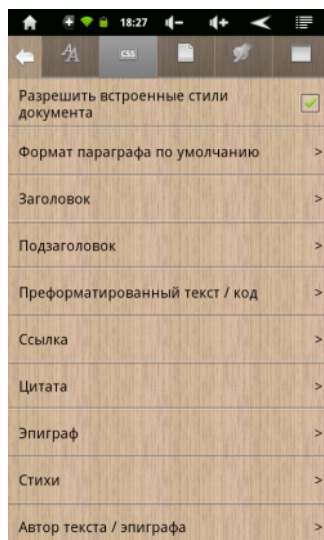 18:27
CSS
Разрешить встроенные стили
документа
Формат параграфа по умолчанию >
Заголовок >
Подзаголовок >
Преформатированный текст / код >
Ссылка >
Цитата >
Эпиграф >
Стихи >
Автор текста / эпиграфа >